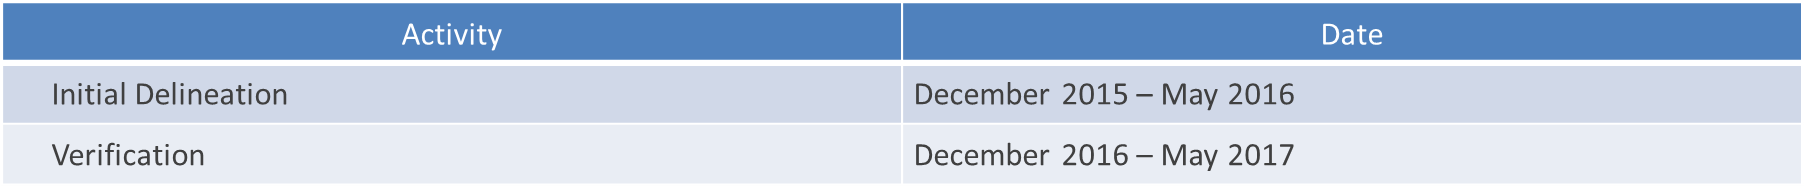 Activity Date
Initial Delineation December 2015 – May 2016
Verification December 2016 – May 2017